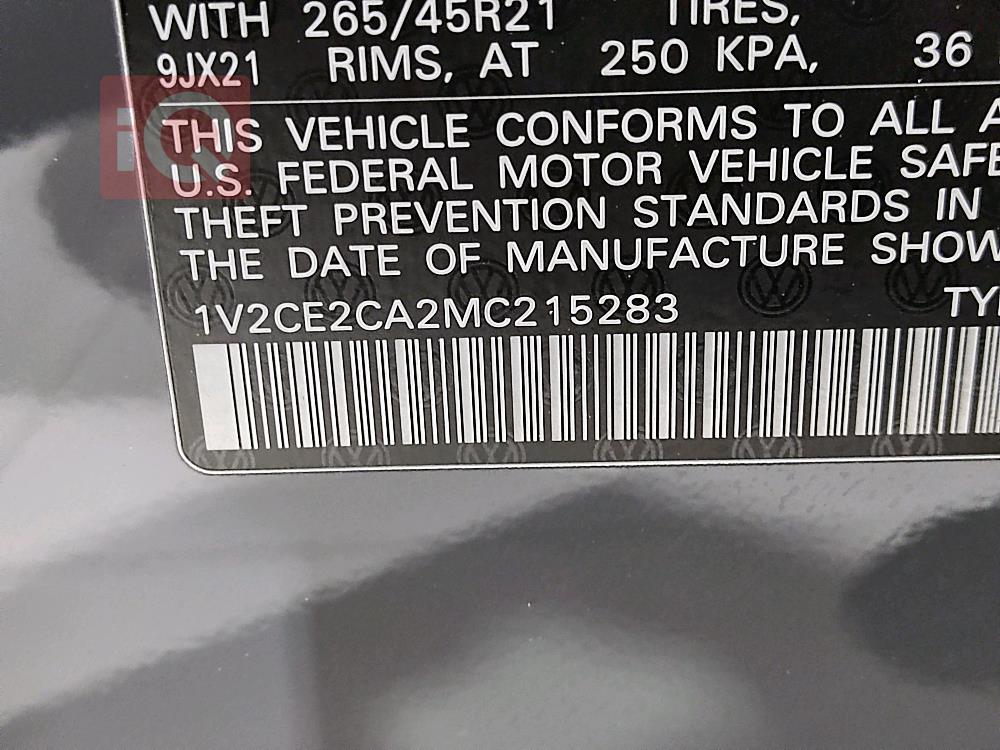 WITH 265/45R21 TIRES,
9JX21 RIMS, AT 250 KPA, 36
THIS VEHICLE CONFORMS TO ALL A
U.S. FEDERAL MOTOR VEHICLE SAFE
THEFT PREVENTION STANDARDS IN
THE DATE OF MANUFACTURE SHOW
1V2CE2CA2MC215283 TY
iQ